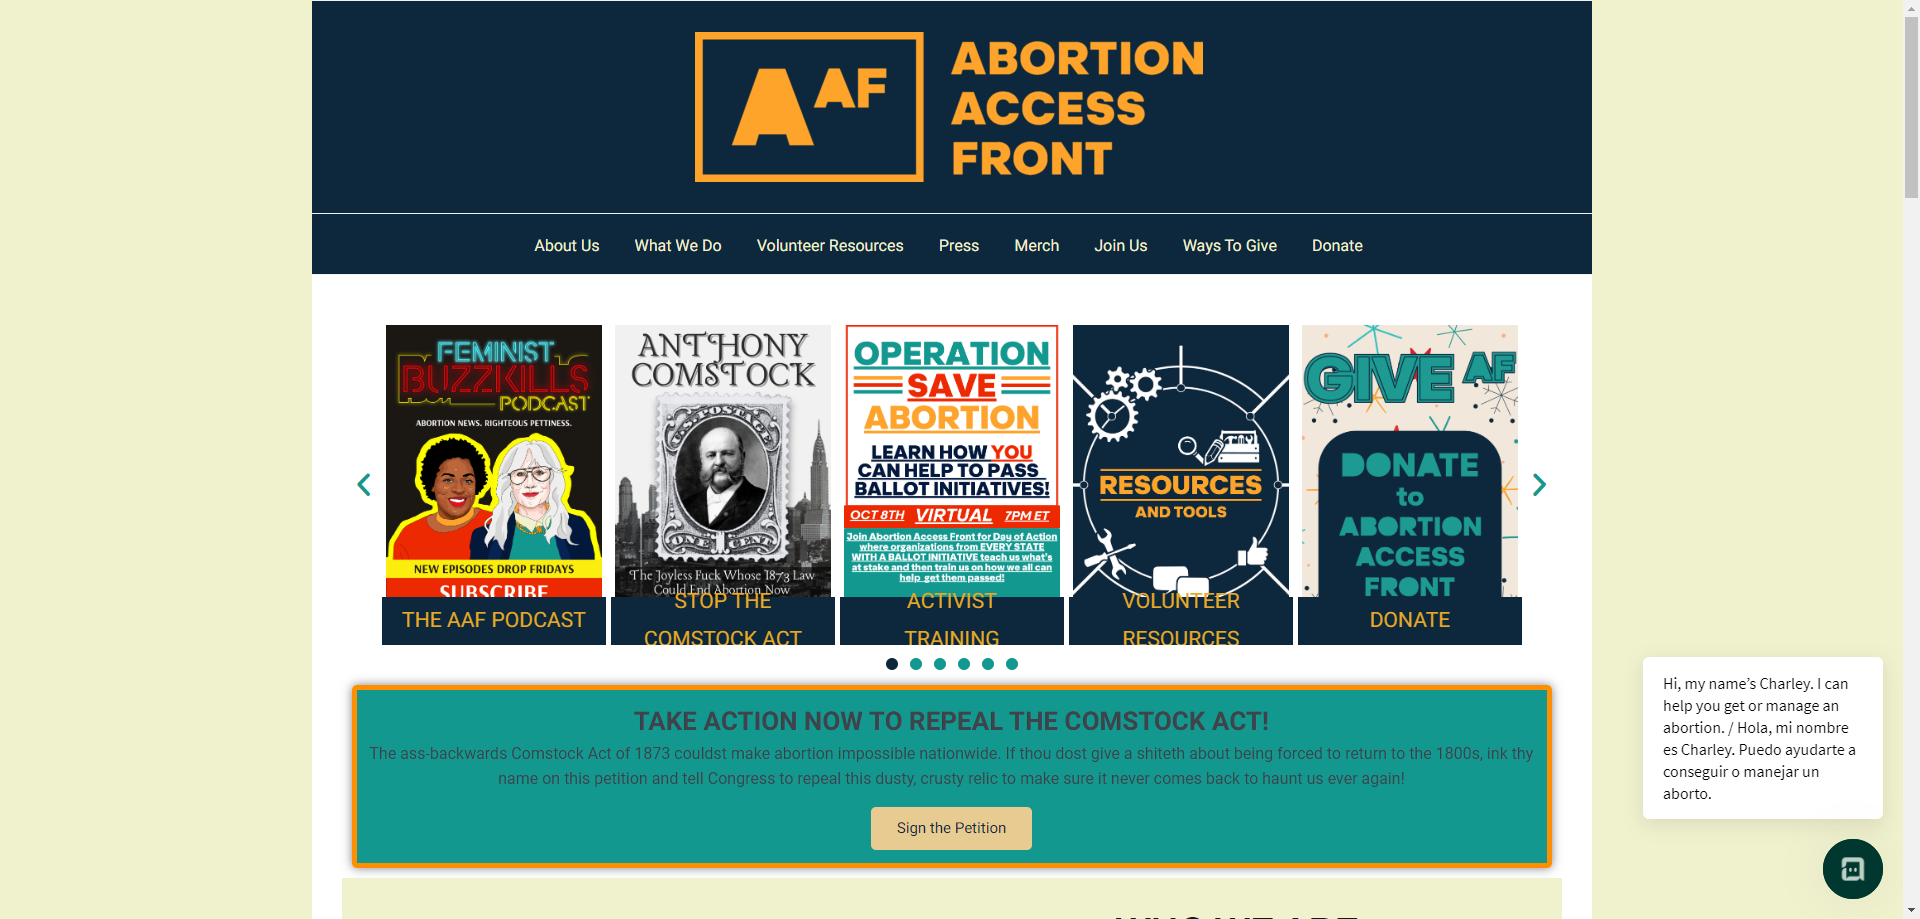 AAF
ABORTION
ACCESS
FRONT
About Us What We Do Volunteer Resources Press Merch Join Us Ways To Give Donate
FEMINIST
BUZZKILLS
PODCAST
ABORTION NEWS. RIGHTEOUS PETTINESS.
NEW EPISODES DROP FRIDAYS
SUBSCRIBE
THE AAF PODCAST
ANTHONY
COMSTOCK
POSTAGE
ONE CENT
The Joyless Fuck Whose 1873 Law
Could End Abortion Now
STOP THE
COMSTOCK ACT
OPERATION
SAVE
ABORTION
LEARN HOW YOU
CAN HELP TO PASS
BALLOT INITIATIVES!
OCT 8TH VIRTUAL 7PM ET
Join Abortion Access Front for Day of Action
where organizations from EVERY STATE
WITH A BALLOT INITIATIVE teach us what's
at stake and then train us on how we all can
help get them passed!
ACTIVIST
TRAINING
RESOURCES
AND TOOLS
VOLUNTEER
RESOURCES
GIVE AF
DONATE
to
ABORTION
ACCESS
FRONT
DONATE
TAKE ACTION NOW TO REPEAL THE COMSTOCK ACT!
The ass-backwards Comstock Act of 1873 couldst make abortion impossible nationwide. If thou dost give a shiteth about being forced to return to the 1800s, ink thy
name on this petition and tell Congress to repeal this dusty, crusty relic to make sure it never comes back to haunt us ever again!
Sign the Petition
Hi, my name's Charley. I can
help you get or manage an
abortion. / Hola, mi nombre
es Charley. Puedo ayudarte a
conseguir o manejar un
aborto.
WHO WE ARE